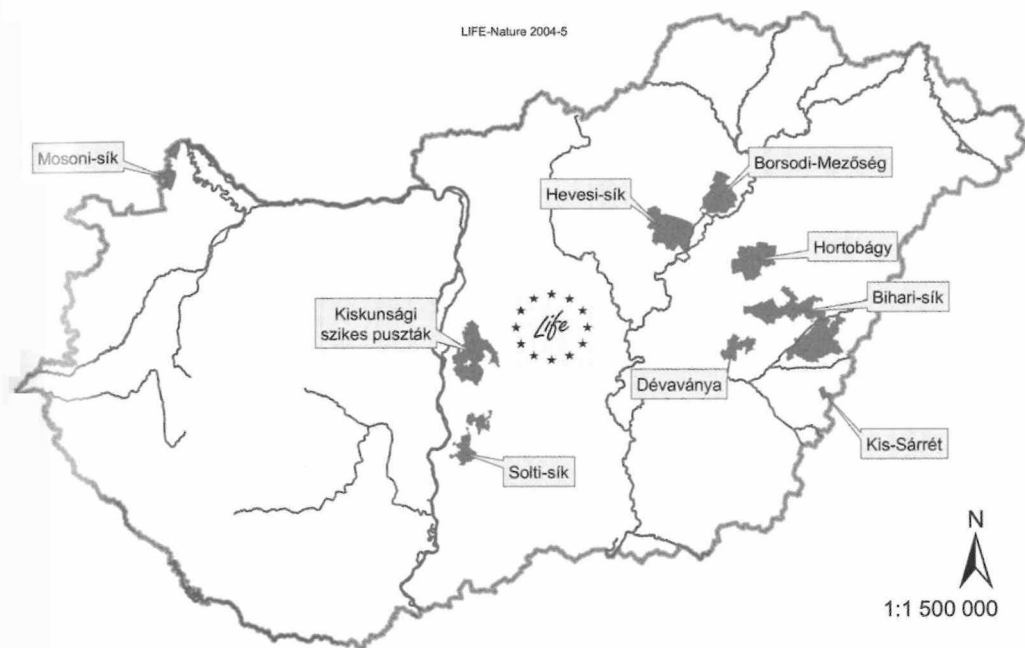 LIFE-Nature 2004-5
Mosoni-sík
Borsodi-Mezőség
Hevesi-sík
Hortobágy
Bihari-sík
Kiskunsági
szikes puszták
Life
Dévaványa
Kis-Sárrét
Solti-sík
N
1:1 500 000